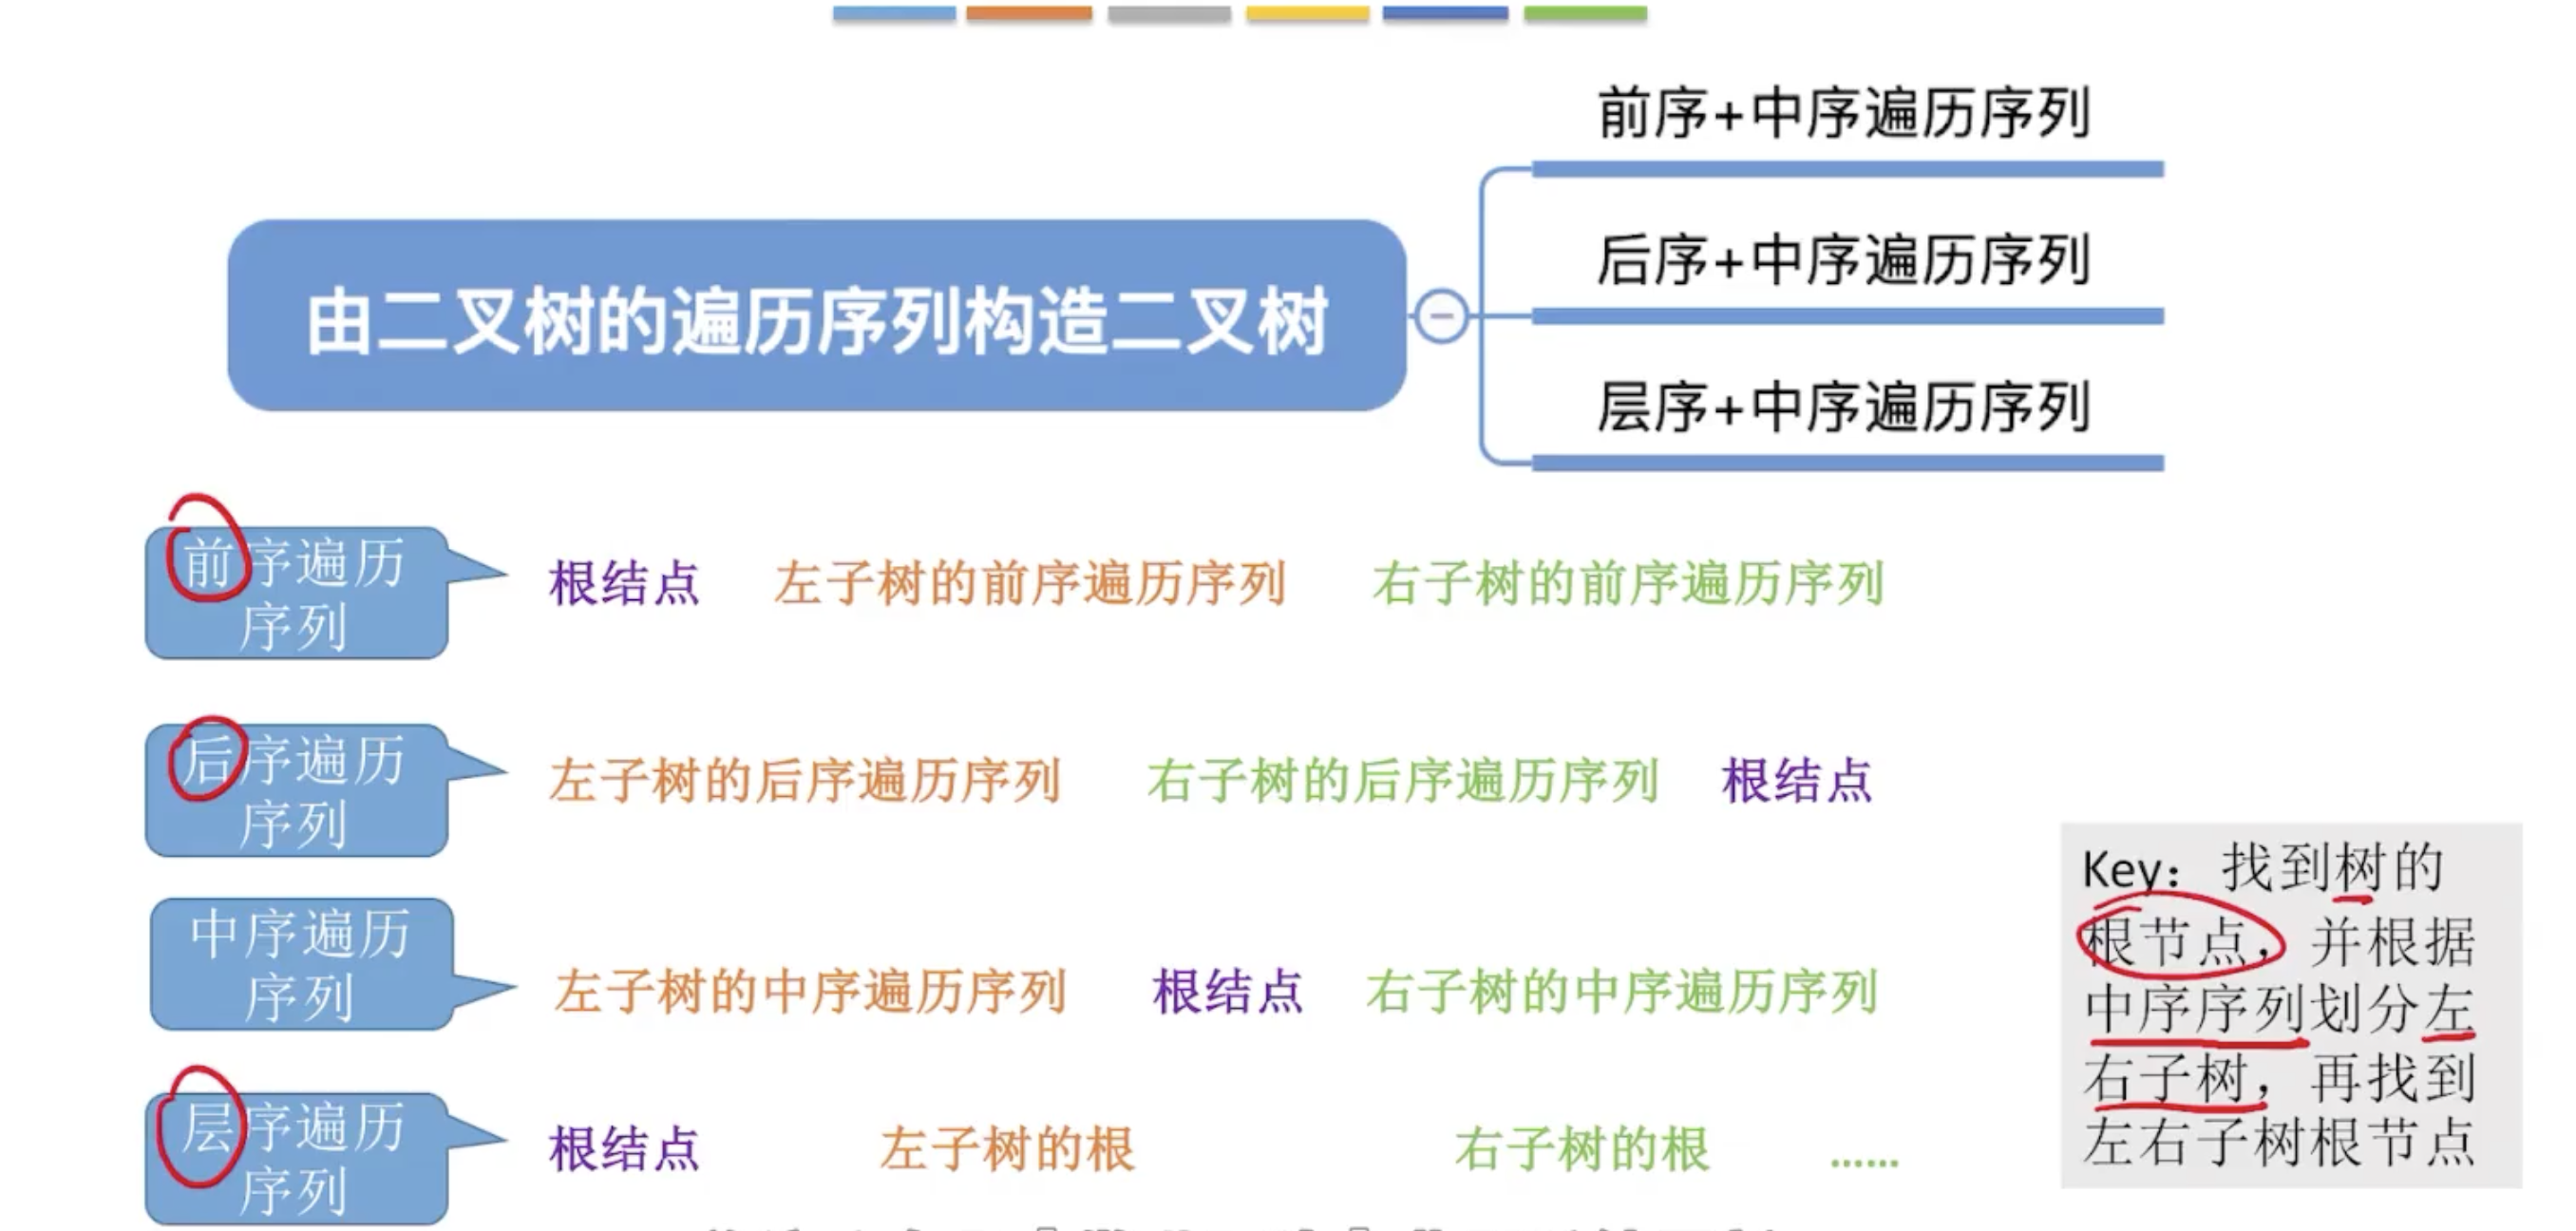 前序+中序遍历序列
后序+中序遍历序列
由二叉树的遍历序列构造二叉树
层序+中序遍历序列
前序遍历
序列
根结点 左子树的前序遍历序列 右子树的前序遍历序列
后序遍历
序列
左子树的后序遍历序列 右子树的后序遍历序列 根结点
中序遍历
序列
左子树的中序遍历序列 根结点 右子树的中序遍历序列
层序遍历
序列
根结点 左子树的根 右子树的根 ……
Key：找到树的
根节点，并根据
中序序列划分左
右子树，再找到
左右子树根节点